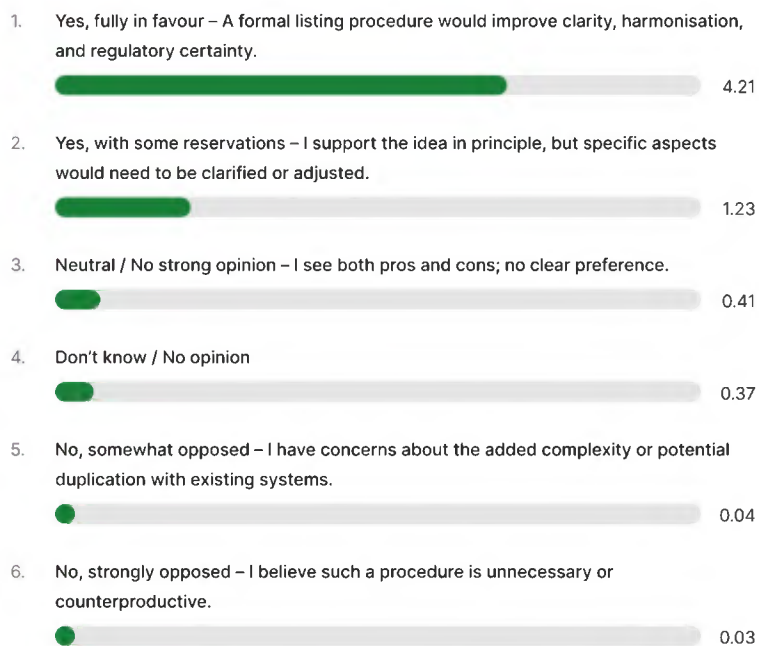 1. Yes, fully in favour – A formal listing procedure would improve clarity, harmonisation,
and regulatory certainty.
4.21
2. Yes, with some reservations – I support the idea in principle, but specific aspects
would need to be clarified or adjusted.
1.23
3. Neutral / No strong opinion – I see both pros and cons; no clear preference.
0.41
4. Don't know / No opinion
0.37
5. No, somewhat opposed – I have concerns about the added complexity or potential
duplication with existing systems.
0.04
6. No, strongly opposed – I believe such a procedure is unnecessary or
counterproductive.
0.03